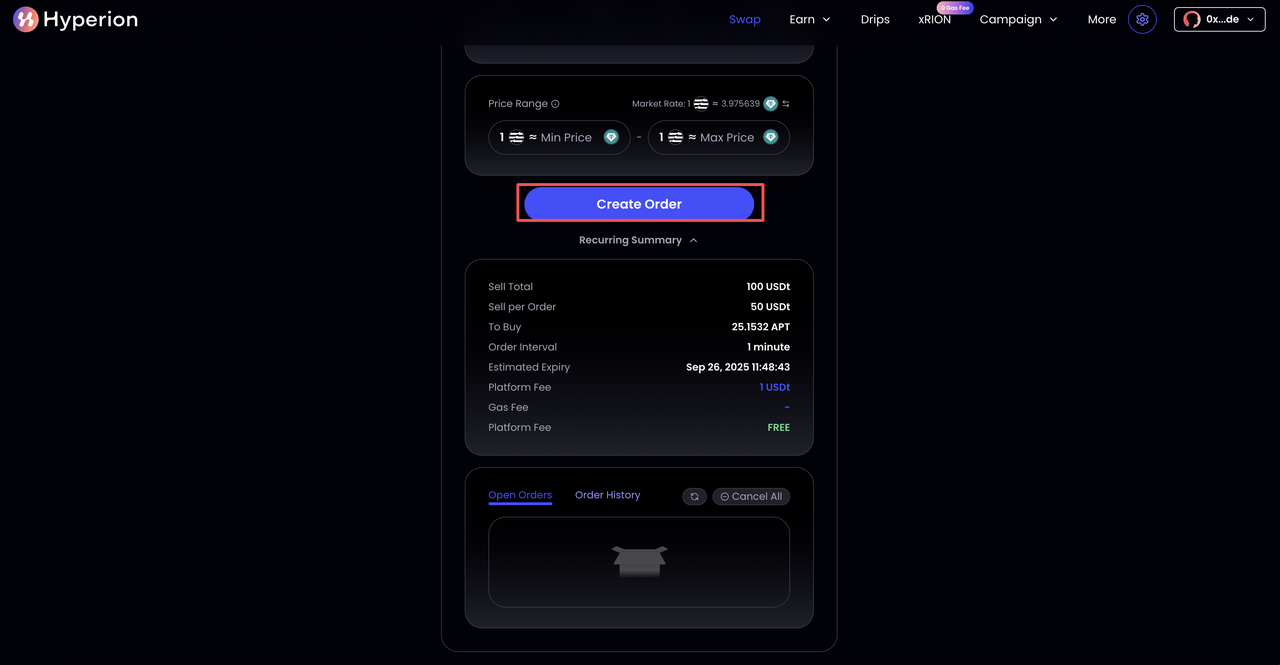 Hyperion
Swap Earn Drips xRION 0 Gas Fee Campaign More 0x...de
Price Range Market Rate: 1 ≈ 3.975639
1 ≈ Min Price - 1 ≈ Max Price
Create Order
Recurring Summary
Sell Total 100 USDt
Sell per Order 50 USDt
To Buy 25.1532 APT
Order Interval 1 minute
Estimated Expiry Sep 26, 2025 11:48:43
Platform Fee 1 USDt
Gas Fee -
Platform Fee FREE
Open Orders Order History Cancel All